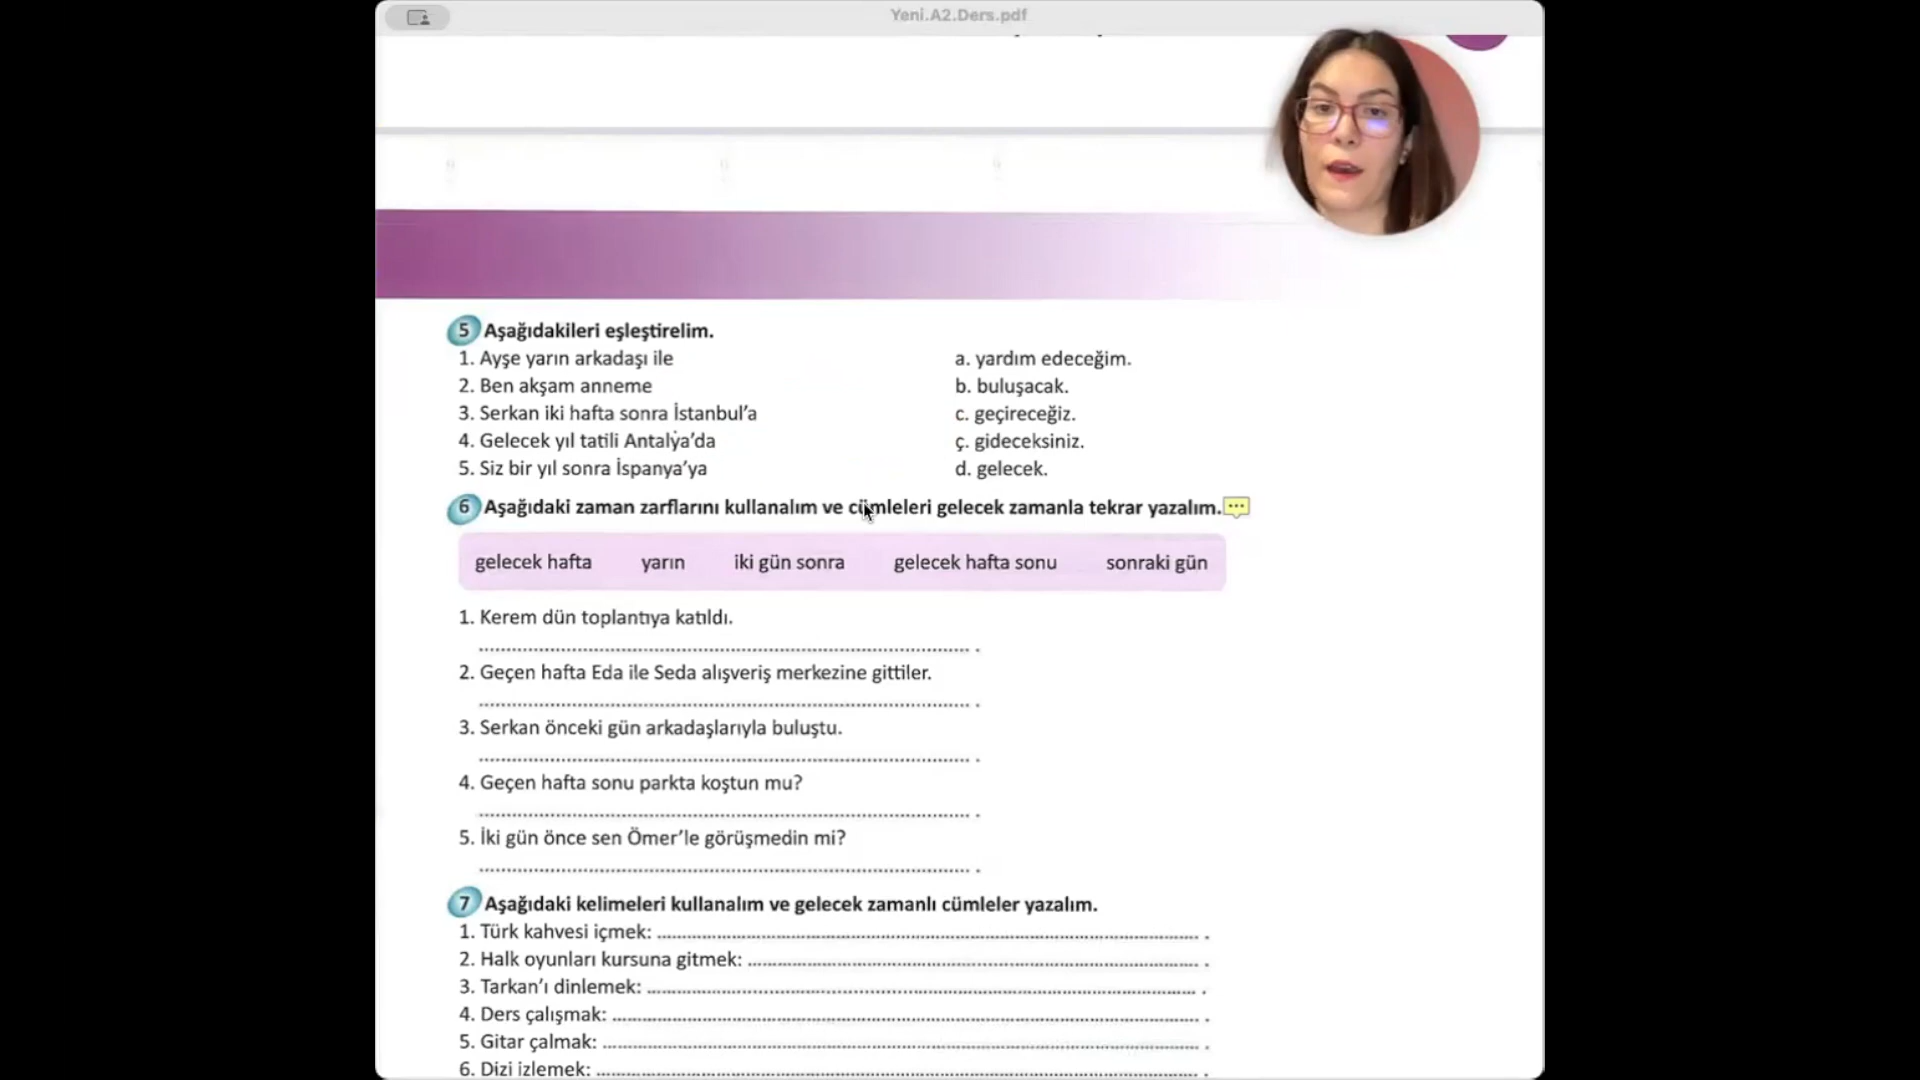 Yeni.A2.Ders.pdf
5 Aşağıdakileri eşleştirelim.
1. Ayşe yarın arkadaşı ile
a. yardım edeceğim.
2. Ben akşam anneme
b. buluşacak.
3. Serkan iki hafta sonra İstanbul'a
c. geçireceğiz.
4. Gelecek yıl tatili Antalya'da
ç. gideceksiniz.
5. Siz bir yıl sonra İspanya'ya
d. gelecek.
6 Aşağıdaki zaman zarflarını kullanalım ve cümleleri gelecek zamanla tekrar yazalım.
gelecek hafta yarın iki gün sonra gelecek hafta sonu sonraki gün
1. Kerem dün toplantıya katıldı.
2. Geçen hafta Eda ile Seda alışveriş merkezine gittiler.
3. Serkan önceki gün arkadaşlarıyla buluştu.
4. Geçen hafta sonu parkta koştun mu?
5. İki gün önce sen Ömer'le görüşmedin mi?
7 Aşağıdaki kelimeleri kullanalım ve gelecek zamanlı cümleler yazalım.
1. Türk kahvesi içmek:
2. Halk oyunları kursuna gitmek:
3. Tarkan'ı dinlemek:
4. Ders çalışmak:
5. Gitar çalmak:
6. Dizi izlemek: